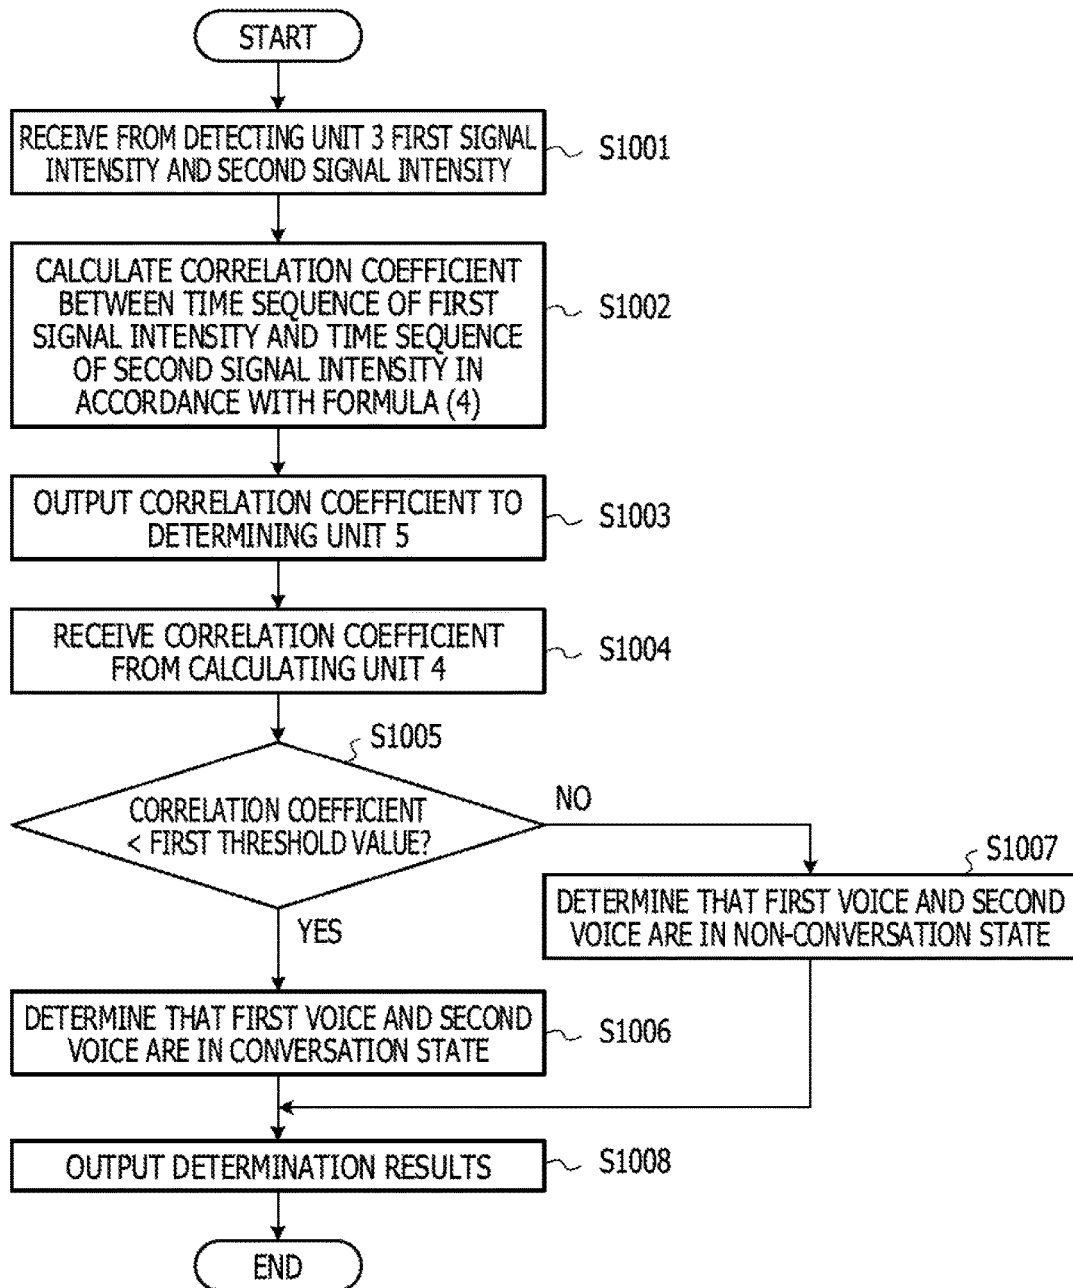 START
RECEIVE FROM DETECTING UNIT 3 FIRST SIGNAL
INTENSITY AND SECOND SIGNAL INTENSITY
S1001
CALCULATE CORRELATION COEFFICIENT
BETWEEN TIME SEQUENCE OF FIRST
SIGNAL INTENSITY AND TIME SEQUENCE
OF SECOND SIGNAL INTENSITY IN
ACCORDANCE WITH FORMULA (4)
S1002
OUTPUT CORRELATION COEFFICIENT TO
DETERMINING UNIT 5
S1003
RECEIVE CORRELATION COEFFICIENT
FROM CALCULATING UNIT 4
S1004
S1005
CORRELATION COEFFICIENT
< FIRST THRESHOLD VALUE?
NO
YES
S1007
DETERMINE THAT FIRST VOICE AND SECOND
VOICE ARE IN NON-CONVERSATION STATE
DETERMINE THAT FIRST VOICE AND SECOND
VOICE ARE IN CONVERSATION STATE
S1006
OUTPUT DETERMINATION RESULTS
S1008
END